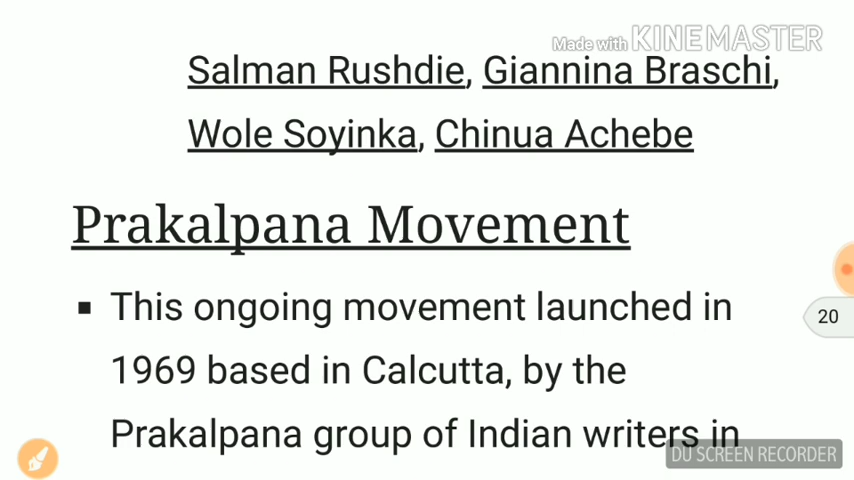 Made with KINEMASTER
Salman Rushdie, Giannina Braschi,
Wole Soyinka, Chinua Achebe
Prakalpana Movement
▪ This ongoing movement launched in
20
1969 based in Calcutta, by the
Prakalpana group of Indian writers in
DU SCREEN RECORDER